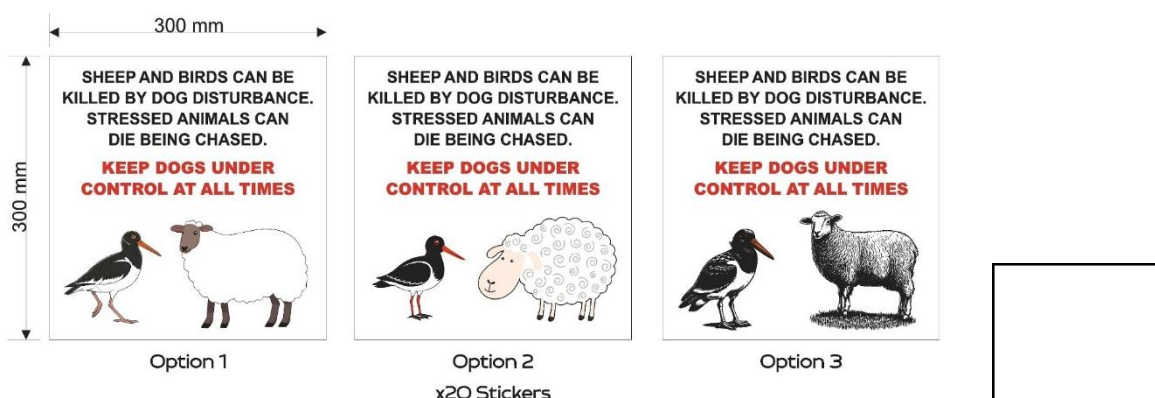 300 mm
300 mm
SHEEP AND BIRDS CAN BE
KILLED BY DOG DISTURBANCE.
STRESSED ANIMALS CAN
DIE BEING CHASED.
KEEP DOGS UNDER
CONTROL AT ALL TIMES
Option 1
SHEEP AND BIRDS CAN BE
KILLED BY DOG DISTURBANCE.
STRESSED ANIMALS CAN
DIE BEING CHASED.
KEEP DOGS UNDER
CONTROL AT ALL TIMES
Option 2
x20 Stickers
SHEEP AND BIRDS CAN BE
KILLED BY DOG DISTURBANCE.
STRESSED ANIMALS CAN
DIE BEING CHASED.
KEEP DOGS UNDER
CONTROL AT ALL TIMES
Option 3